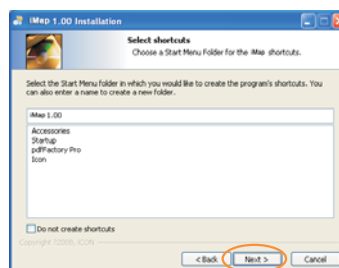 iMap 1.00 Installation
Select shortcuts
Choose a Start Menu Folder for the iMap shortcuts.
Select the Start Menu folder in which you would like to create the program's shortcuts. You
can also enter a name to create a new folder.
iMap 1.00
Accessories
Startup
pdfFactory Pro
Icon
Do not create shortcuts
Copyright ?2008, iCON
< Back
Next >
Cancel